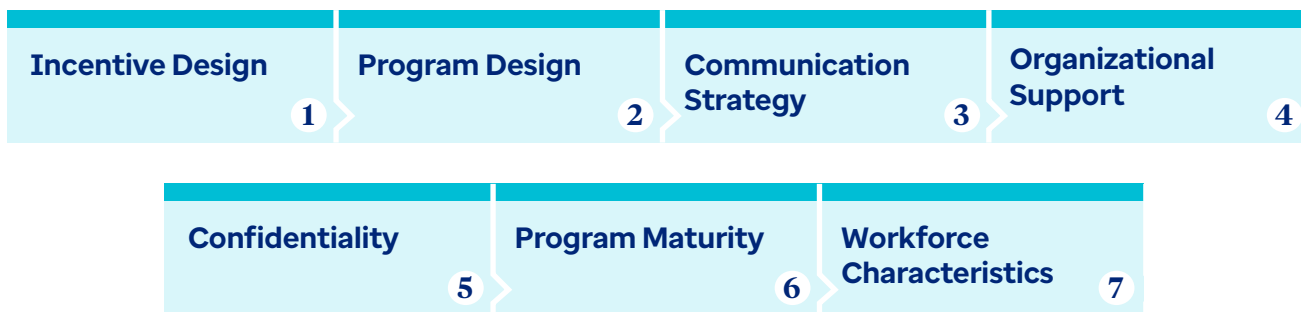 Incentive Design
1
Program Design
2
Communication
Strategy
3
Organizational
Support
4
Confidentiality
5
Program Maturity
6
Workforce
Characteristics
7